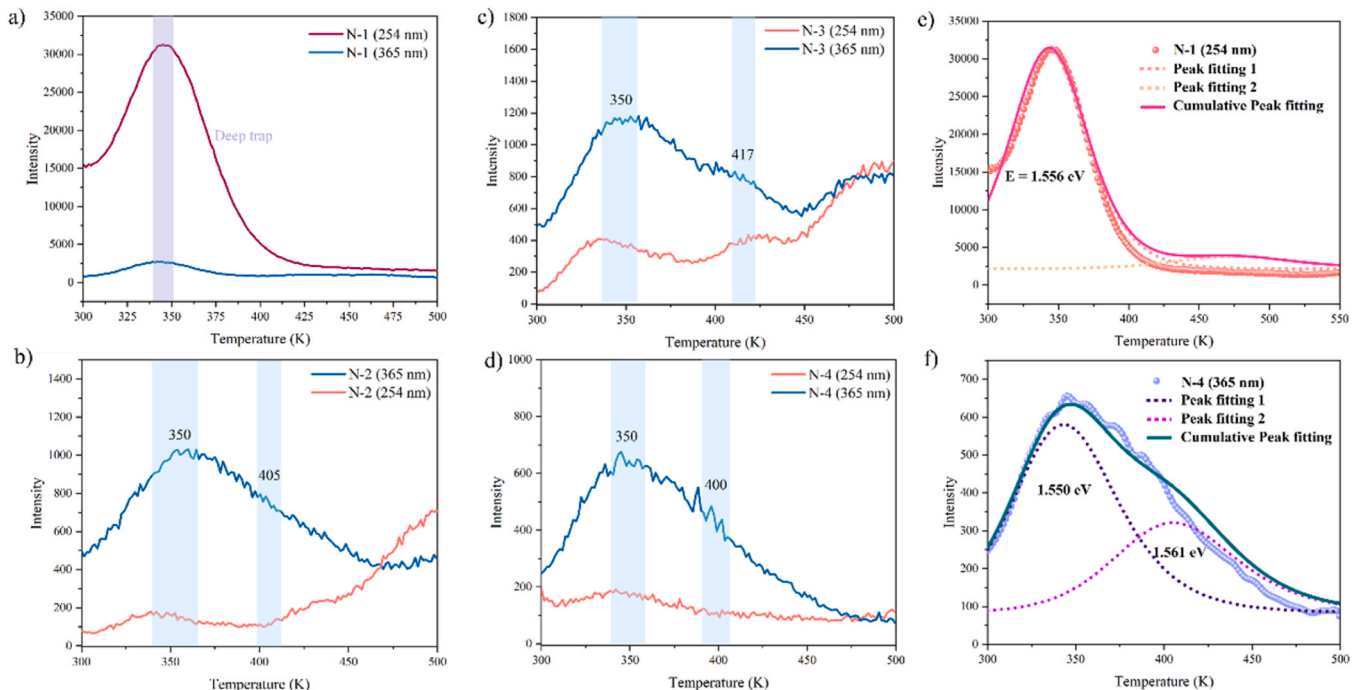 a)
35000
30000
25000
20000
15000
10000
5000
0
Intensity
N-1 (254 nm)
N-1 (365 nm)
Deep trap
300 325 350 375 400 425 450 475 500
Temperature (K)
b)
1400
1200
1000
800
600
400
200
0
Intensity
N-2 (365 nm)
N-2 (254 nm)
350
405
300 350 400 450 500
Temperature (K)
c)
1800
1600
1400
1200
1000
800
600
400
200
0
Intensity
N-3 (254 nm)
N-3 (365 nm)
350
417
300 350 400 450 500
Temperature (K)
d)
1000
800
600
400
200
0
Intensity
N-4 (254 nm)
N-4 (365 nm)
350
400
300 350 400 450 500
Temperature (K)
e)
35000
30000
25000
20000
15000
10000
5000
0
Intensity
N-1 (254 nm)
Peak fitting 1
Peak fitting 2
Cumulative Peak fitting
E = 1.556 eV
300 350 400 450 500 550
Temperature (K)
f)
700
600
500
400
300
200
100
0
Intensity
N-4 (365 nm)
Peak fitting 1
Peak fitting 2
Cumulative Peak fitting
1.550 eV
1.561 eV
300 350 400 450 500
Temperature (K)